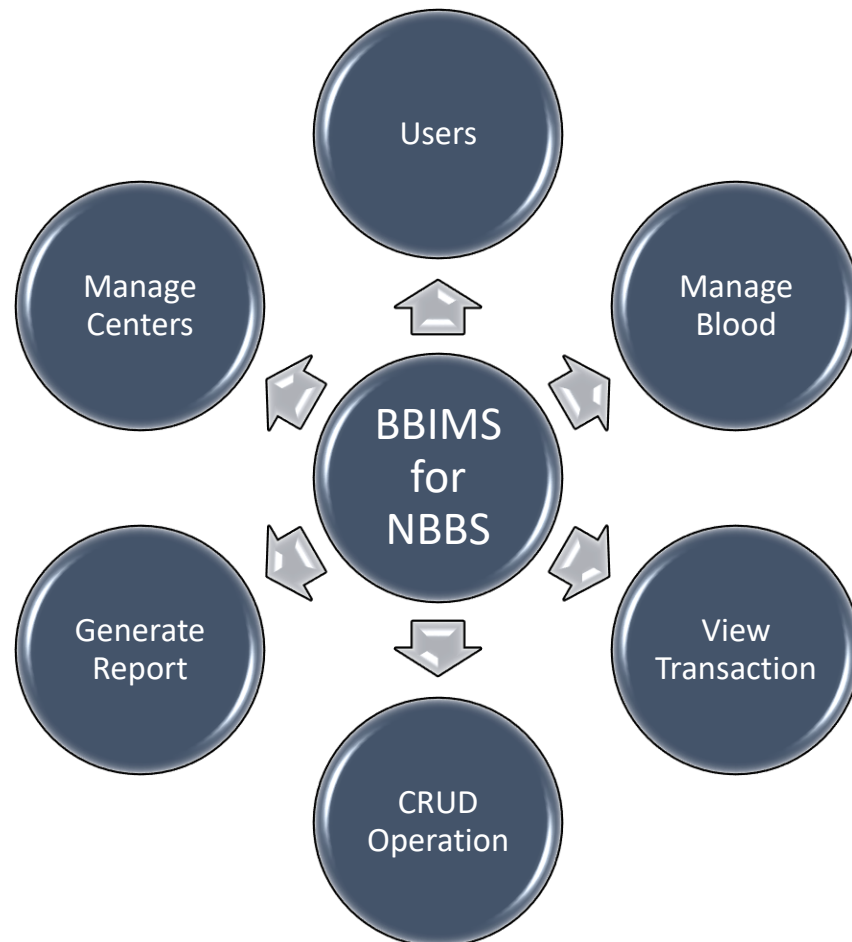 Users
Manage
Centers
Manage
Blood
BBIMS
for
NBBS
Generate
Report
View
Transaction
CRUD
Operation